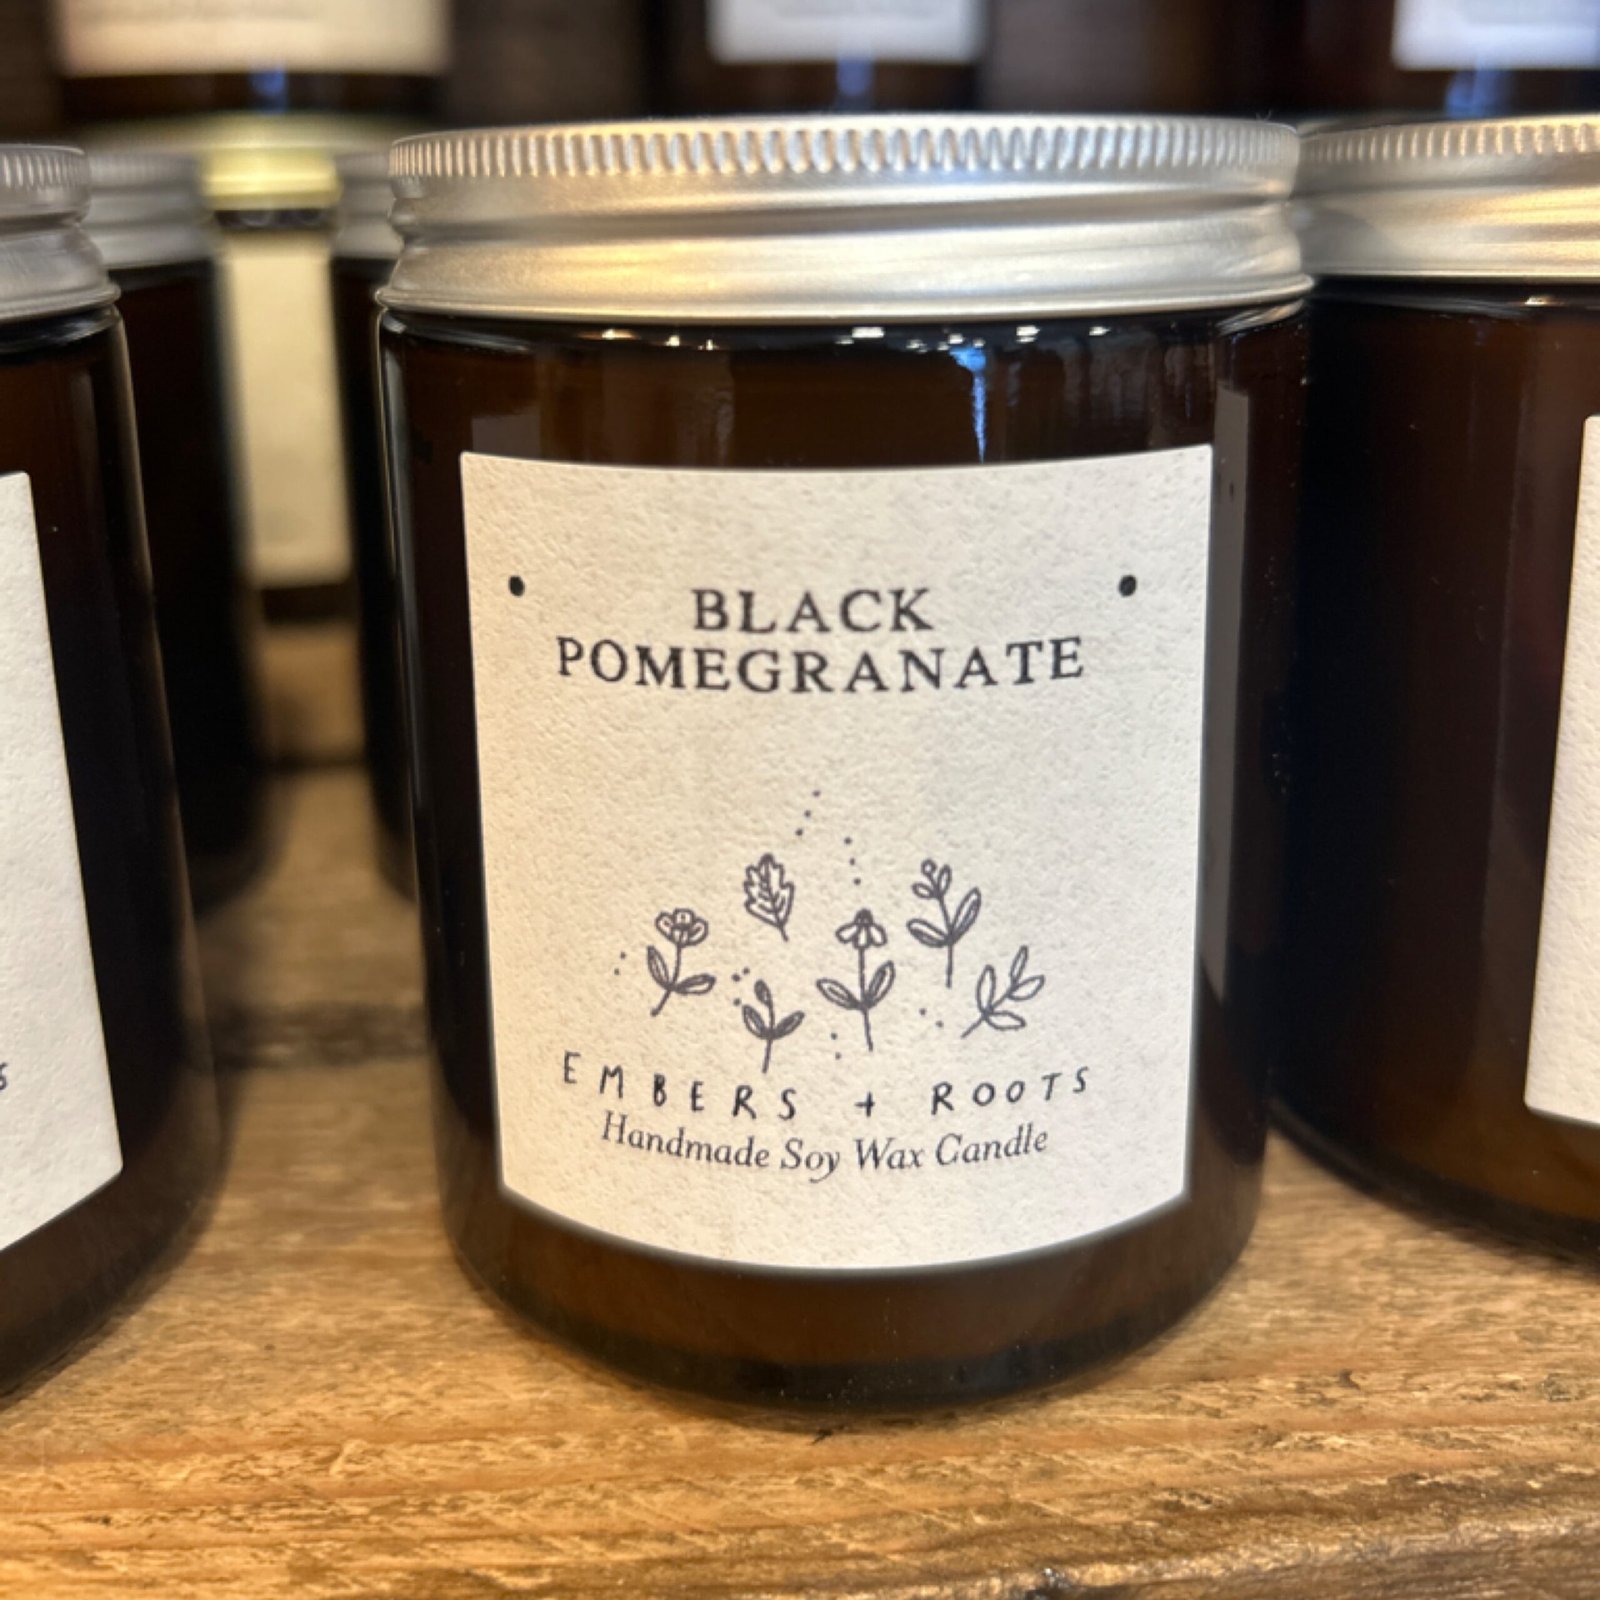 BLACK
POMEGRANATE
EMBERS + ROOTS
Handmade Soy Wax Candle